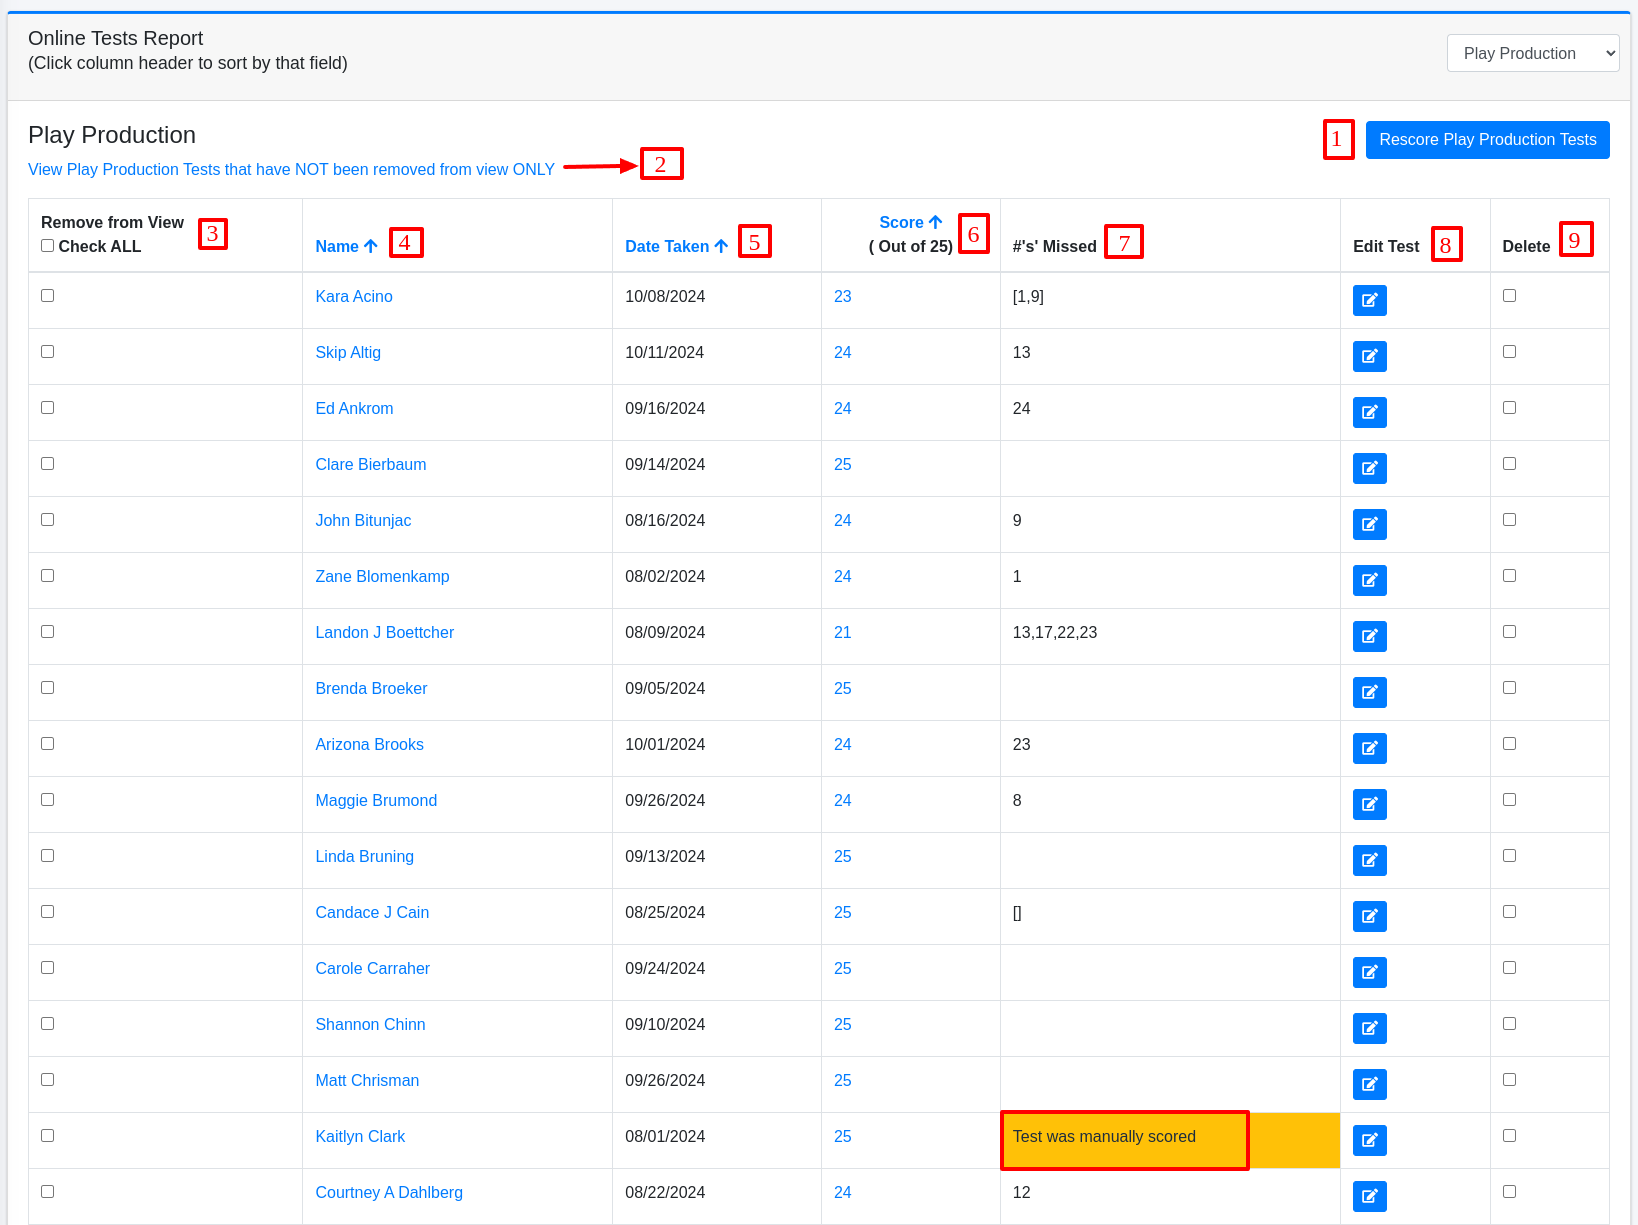 Online Tests Report
(Click column header to sort by that field)
Play Production
Play Production
1
Rescore Play Production Tests
View Play Production Tests that have NOT been removed from view ONLY
2
Remove from View
Check ALL
3
Name
4
Date Taken
5
Score
( Out of 25)
6
#'s' Missed
7
Edit Test
8
Delete
9
Kara Acino 10/08/2024 23 [1,9]
Skip Altig 10/11/2024 24 13
Ed Ankrom 09/16/2024 24 24
Clare Bierbaum 09/14/2024 25
John Bitunjac 08/16/2024 24 9
Zane Blomenkamp 08/02/2024 24 1
Landon J Boettcher 08/09/2024 21 13,17,22,23
Brenda Broeker 09/05/2024 25
Arizona Brooks 10/01/2024 24 23
Maggie Brumond 09/26/2024 24 8
Linda Bruning 09/13/2024 25
Candace J Cain 08/25/2024 25 []
Carole Carraher 09/24/2024 25
Shannon Chinn 09/10/2024 25
Matt Chrisman 09/26/2024 25
Kaitlyn Clark 08/01/2024 25 Test was manually scored
Courtney A Dahlberg 08/22/2024 24 12